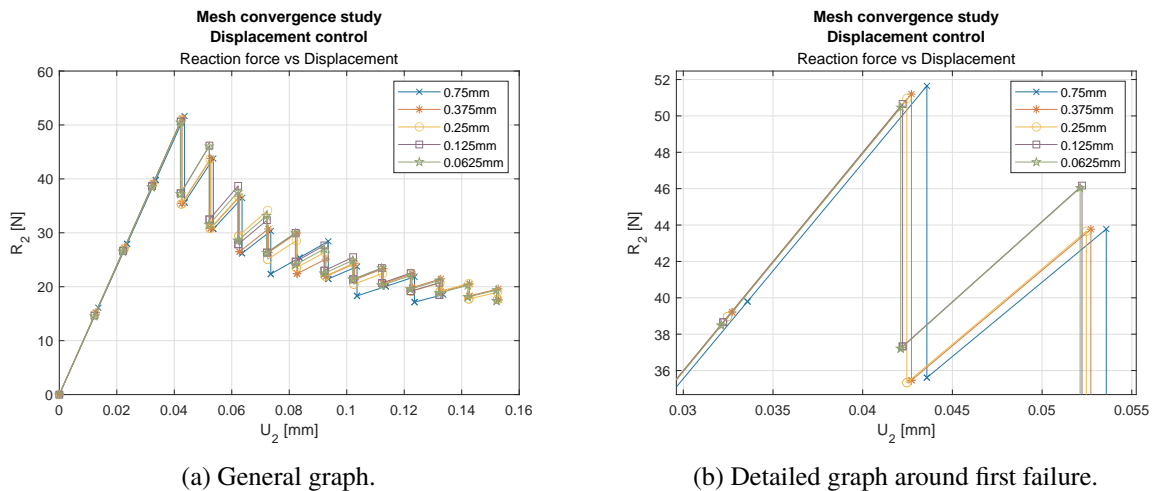 Mesh convergence study
Displacement control
Reaction force vs Displacement
60
50
40
30
20
10
0
R_2 [N]
0 0.02 0.04 0.06 0.08 0.1 0.12 0.14 0.16
U_2 [mm]
0.75mm
0.375mm
0.25mm
0.125mm
0.0625mm
(a) General graph.
Mesh convergence study
Displacement control
Reaction force vs Displacement
52
50
48
46
44
42
40
38
36
R_2 [N]
0.03 0.035 0.04 0.045 0.05 0.055
U_2 [mm]
0.75mm
0.375mm
0.25mm
0.125mm
0.0625mm
(b) Detailed graph around first failure.